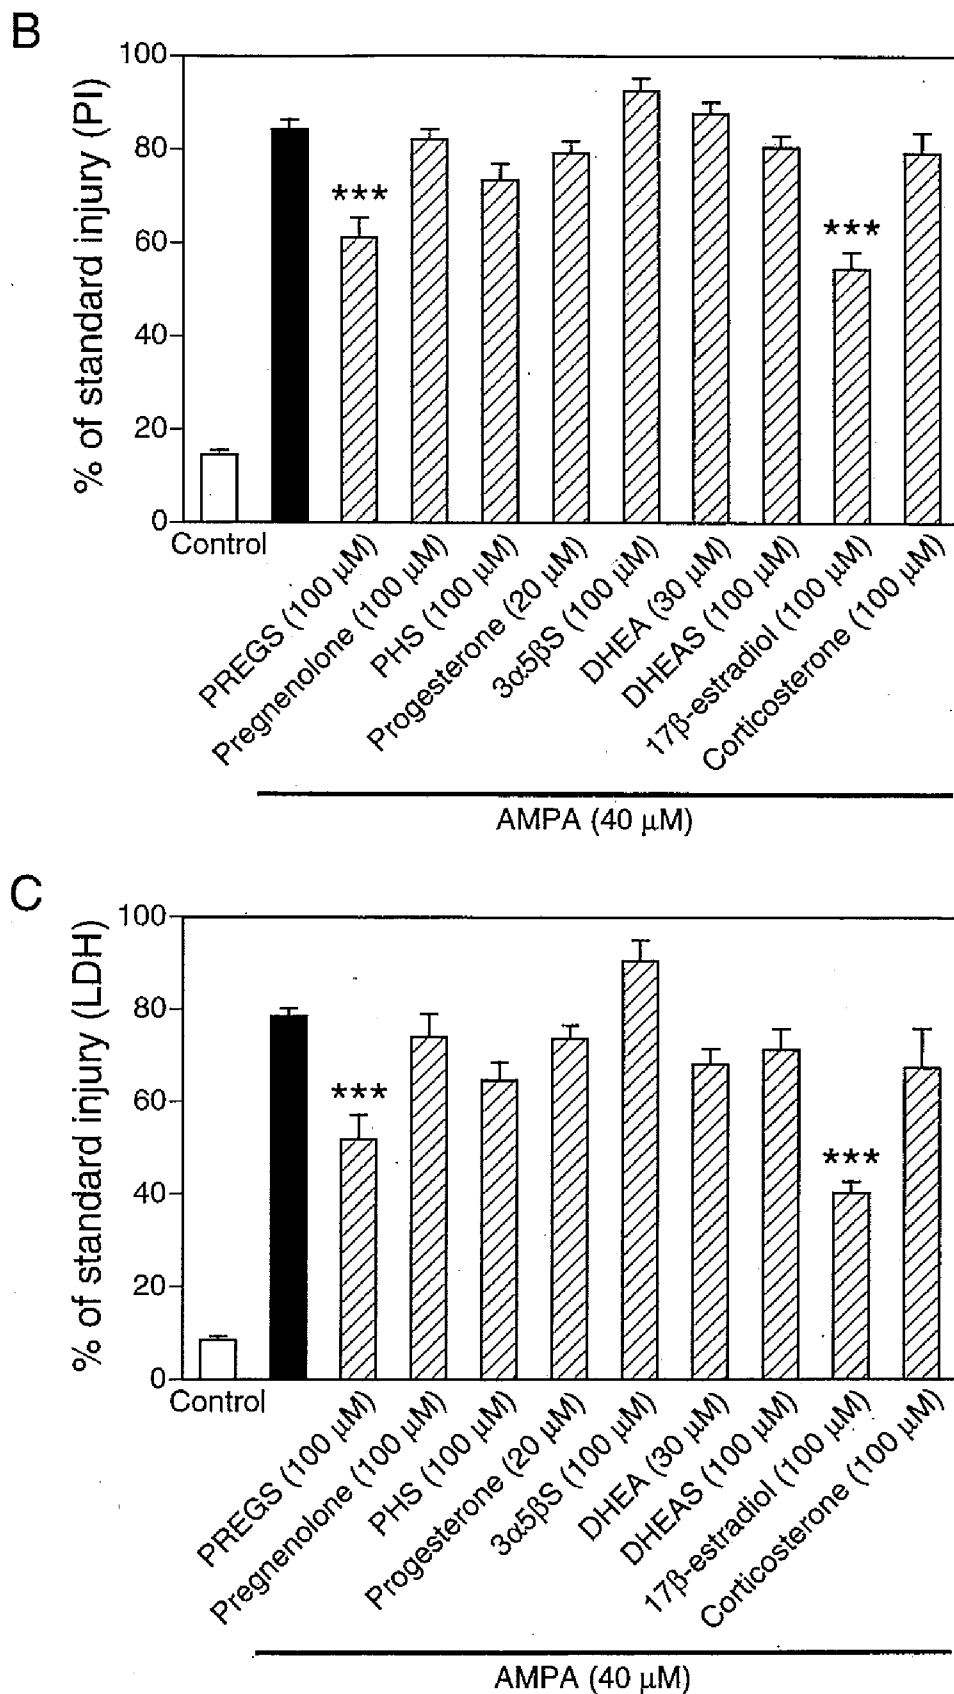 B
% of standard injury (PI)
100
80
60
40
20
0
***
***
Control
PREGS (100 μM)
Pregnenolone (100 μM)
PHS (100 μM)
Progesterone (20 μM)
3α5βS (100 μM)
DHEA (30 μM)
DHEAS (100 μM)
17β-estradiol (100 μM)
Corticosterone (100 μM)
AMPA (40 μM)
C
% of standard injury (LDH)
100
80
60
40
20
0
***
***
Control
PREGS (100 μM)
Pregnenolone (100 μM)
PHS (100 μM)
Progesterone (20 μM)
3α5βS (100 μM)
DHEA (30 μM)
DHEAS (100 μM)
17β-estradiol (100 μM)
Corticosterone (100 μM)
AMPA (40 μM)